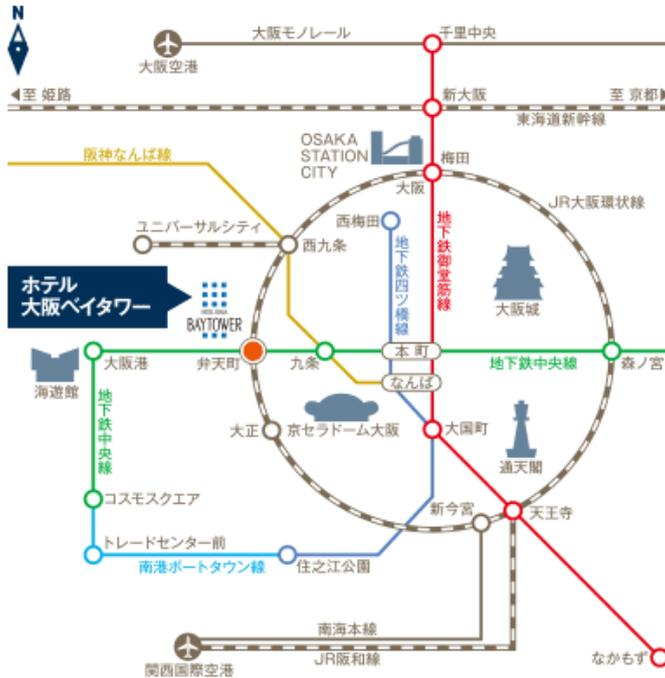 N
大阪モノレール
千里中央
大阪空港
◀至 姫路
新大阪
至 京都▶
東海道新幹線
OSAKA
STATION
CITY
梅田
阪神なんば線
大阪
JR大阪環状線
ユニバーサルシティ
西梅田
西九条
地下鉄四ツ橋線
地下鉄御堂筋線
大阪城
ホテル
大阪ベイタワー
BAYTOWER
大阪港
弁天町
九条
本町
地下鉄中央線
森ノ宮
海遊館
なんば
地下鉄中央線
大正
京セラドーム大阪
大国町
通天閣
コスモスクエア
新今宮
天王寺
トレードセンター前
南港ポートタウン線
住之江公園
南海本線
JR阪和線
関西国際空港
なかもず